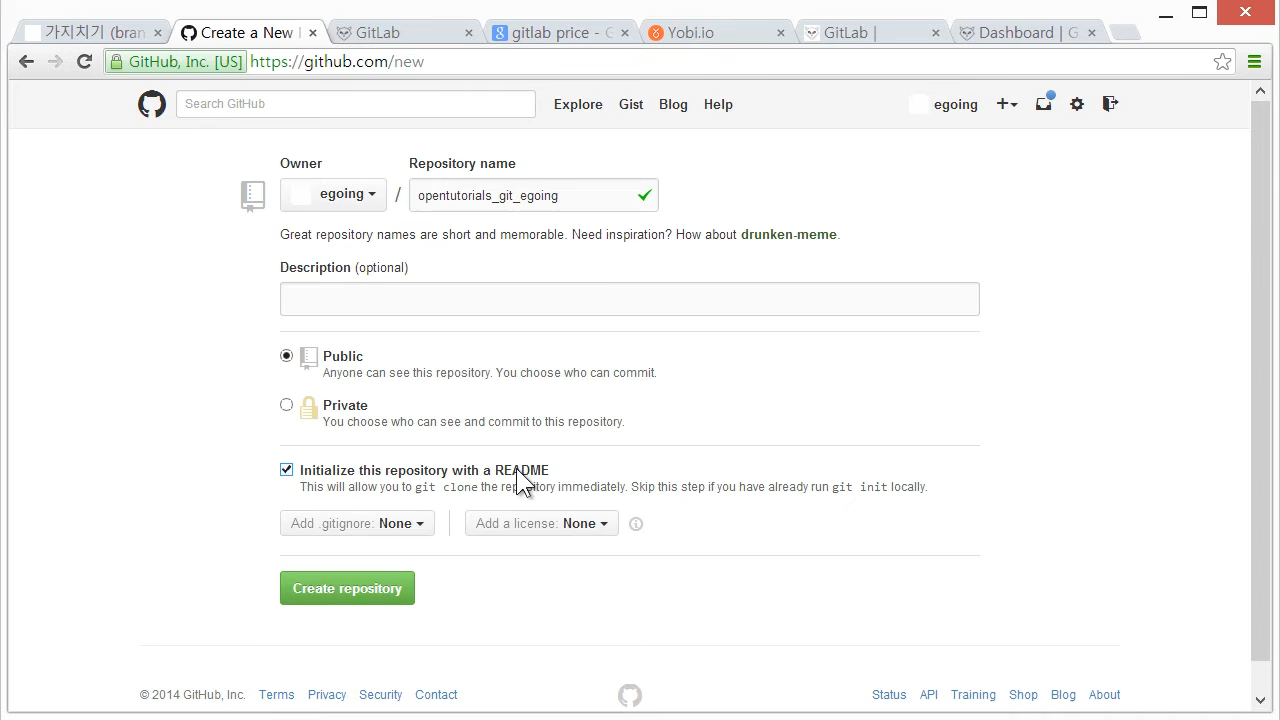 가지치기 (bran
Create a New
GitLab
gitlab price - G
Yobi.io
GitLab |
Dashboard | G
GitHub, Inc. [US] https://github.com/new
Search GitHub
Explore Gist Blog Help
egoing
Owner
Repository name
egoing / opentutorials_git_egoing
Great repository names are short and memorable. Need inspiration? How about drunken-meme.
Description (optional)
Public
Anyone can see this repository. You choose who can commit.
Private
You choose who can see and commit to this repository.
Initialize this repository with a README
This will allow you to git clone the repository immediately. Skip this step if you have already run git init locally.
Add .gitignore: None
Add a license: None
Create repository
© 2014 GitHub, Inc. Terms Privacy Security Contact
Status API Training Shop Blog About